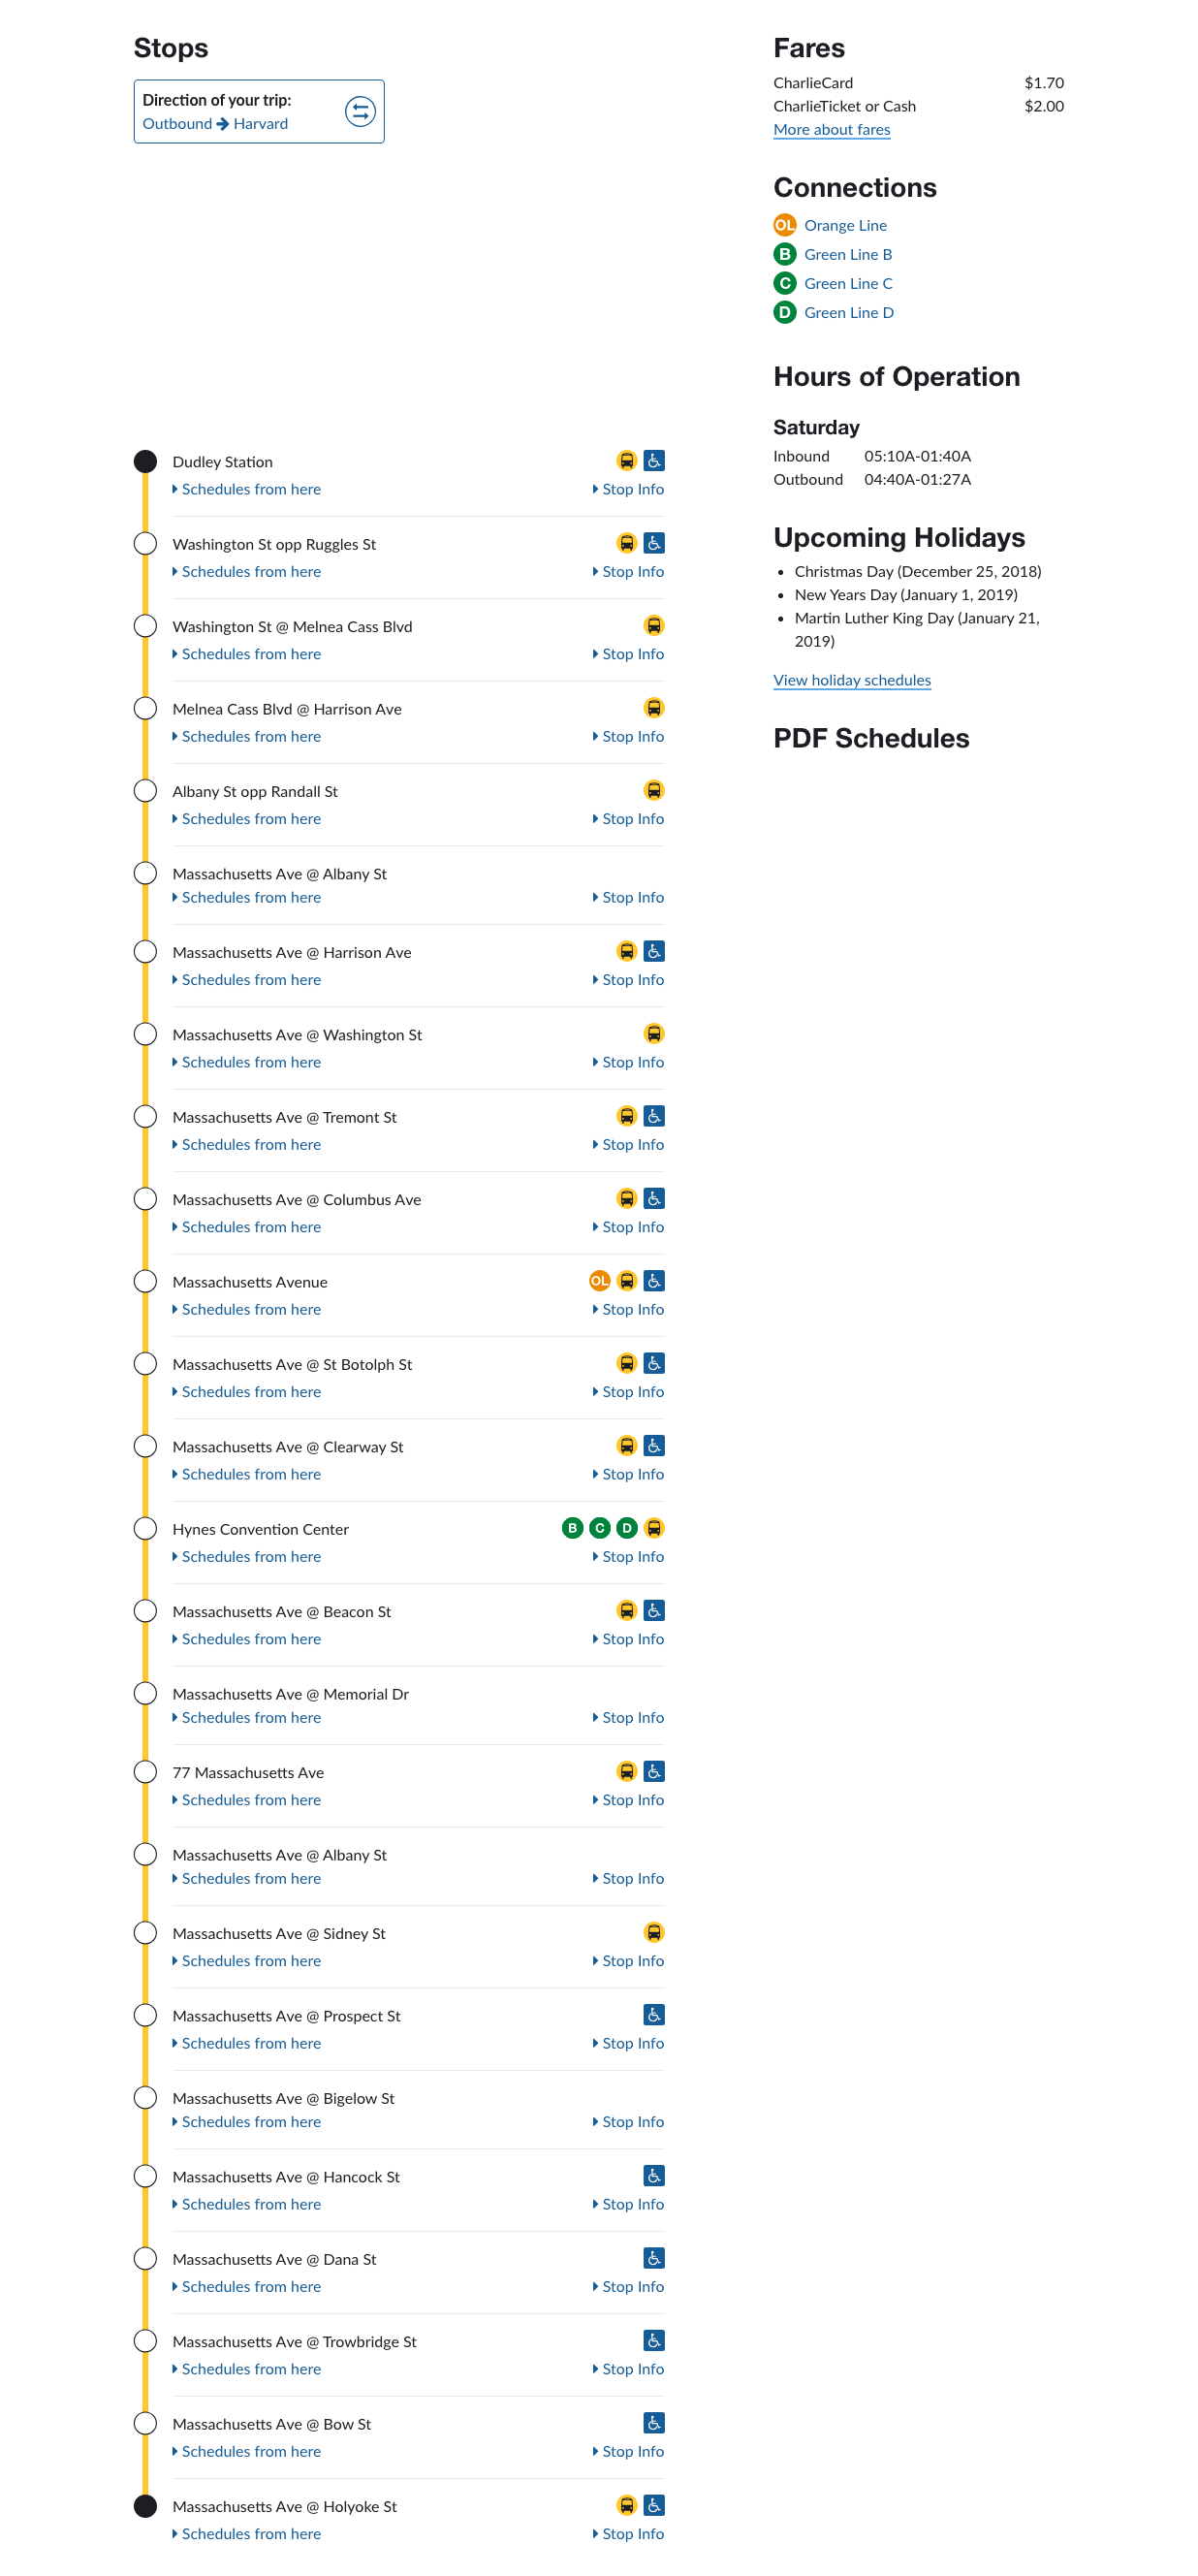 Stops
Direction of your trip:
Outbound → Harvard
Dudley Station
Schedules from here
Stop Info
Washington St opp Ruggles St
Schedules from here
Stop Info
Washington St @ Melnea Cass Blvd
Schedules from here
Stop Info
Melnea Cass Blvd @ Harrison Ave
Schedules from here
Stop Info
Albany St opp Randall St
Schedules from here
Stop Info
Massachusetts Ave @ Albany St
Schedules from here
Stop Info
Massachusetts Ave @ Harrison Ave
Schedules from here
Stop Info
Massachusetts Ave @ Washington St
Schedules from here
Stop Info
Massachusetts Ave @ Tremont St
Schedules from here
Stop Info
Massachusetts Ave @ Columbus Ave
Schedules from here
Stop Info
Massachusetts Avenue
OL
Schedules from here
Stop Info
Massachusetts Ave @ St Botolph St
Schedules from here
Stop Info
Massachusetts Ave @ Clearway St
Schedules from here
Stop Info
Hynes Convention Center
B C D
Schedules from here
Stop Info
Massachusetts Ave @ Beacon St
Schedules from here
Stop Info
Massachusetts Ave @ Memorial Dr
Schedules from here
Stop Info
77 Massachusetts Ave
Schedules from here
Stop Info
Massachusetts Ave @ Albany St
Schedules from here
Stop Info
Massachusetts Ave @ Sidney St
Schedules from here
Stop Info
Massachusetts Ave @ Prospect St
Schedules from here
Stop Info
Massachusetts Ave @ Bigelow St
Schedules from here
Stop Info
Massachusetts Ave @ Hancock St
Schedules from here
Stop Info
Massachusetts Ave @ Dana St
Schedules from here
Stop Info
Massachusetts Ave @ Trowbridge St
Schedules from here
Stop Info
Massachusetts Ave @ Bow St
Schedules from here
Stop Info
Massachusetts Ave @ Holyoke St
Schedules from here
Stop Info
Fares
CharlieCard $1.70
CharlieTicket or Cash $2.00
More about fares
Connections
OL Orange Line
B Green Line B
C Green Line C
D Green Line D
Hours of Operation
Saturday
Inbound 05:10A-01:40A
Outbound 04:40A-01:27A
Upcoming Holidays
• Christmas Day (December 25, 2018)
• New Years Day (January 1, 2019)
• Martin Luther King Day (January 21,
2019)
View holiday schedules
PDF Schedules